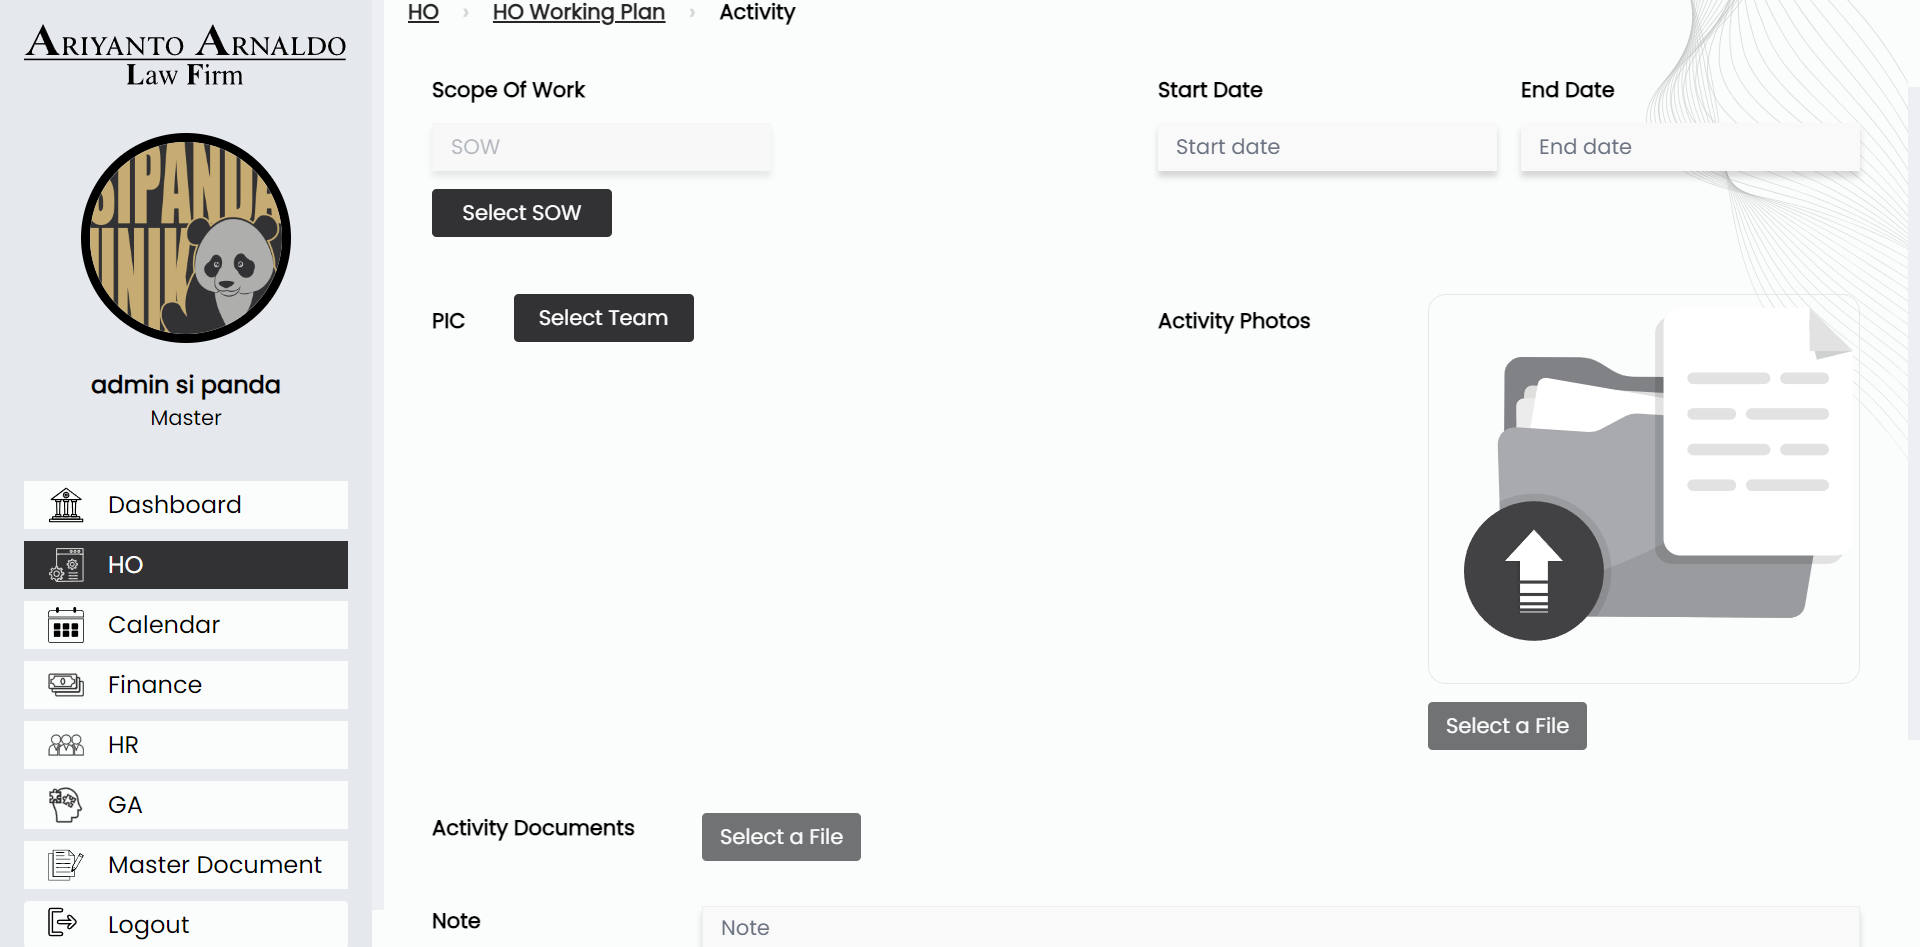 ARIYANTO ARNALDO
Law Firm
SIPANDA
UNIK
admin si panda
Master
Dashboard
HO
Calendar
Finance
HR
GA
Master Document
Logout
HO › HO Working Plan › Activity
Scope Of Work
SOW
Select SOW
Start Date
Start date
End Date
End date
PIC
Select Team
Activity Photos
Select a File
Activity Documents
Select a File
Note
Note